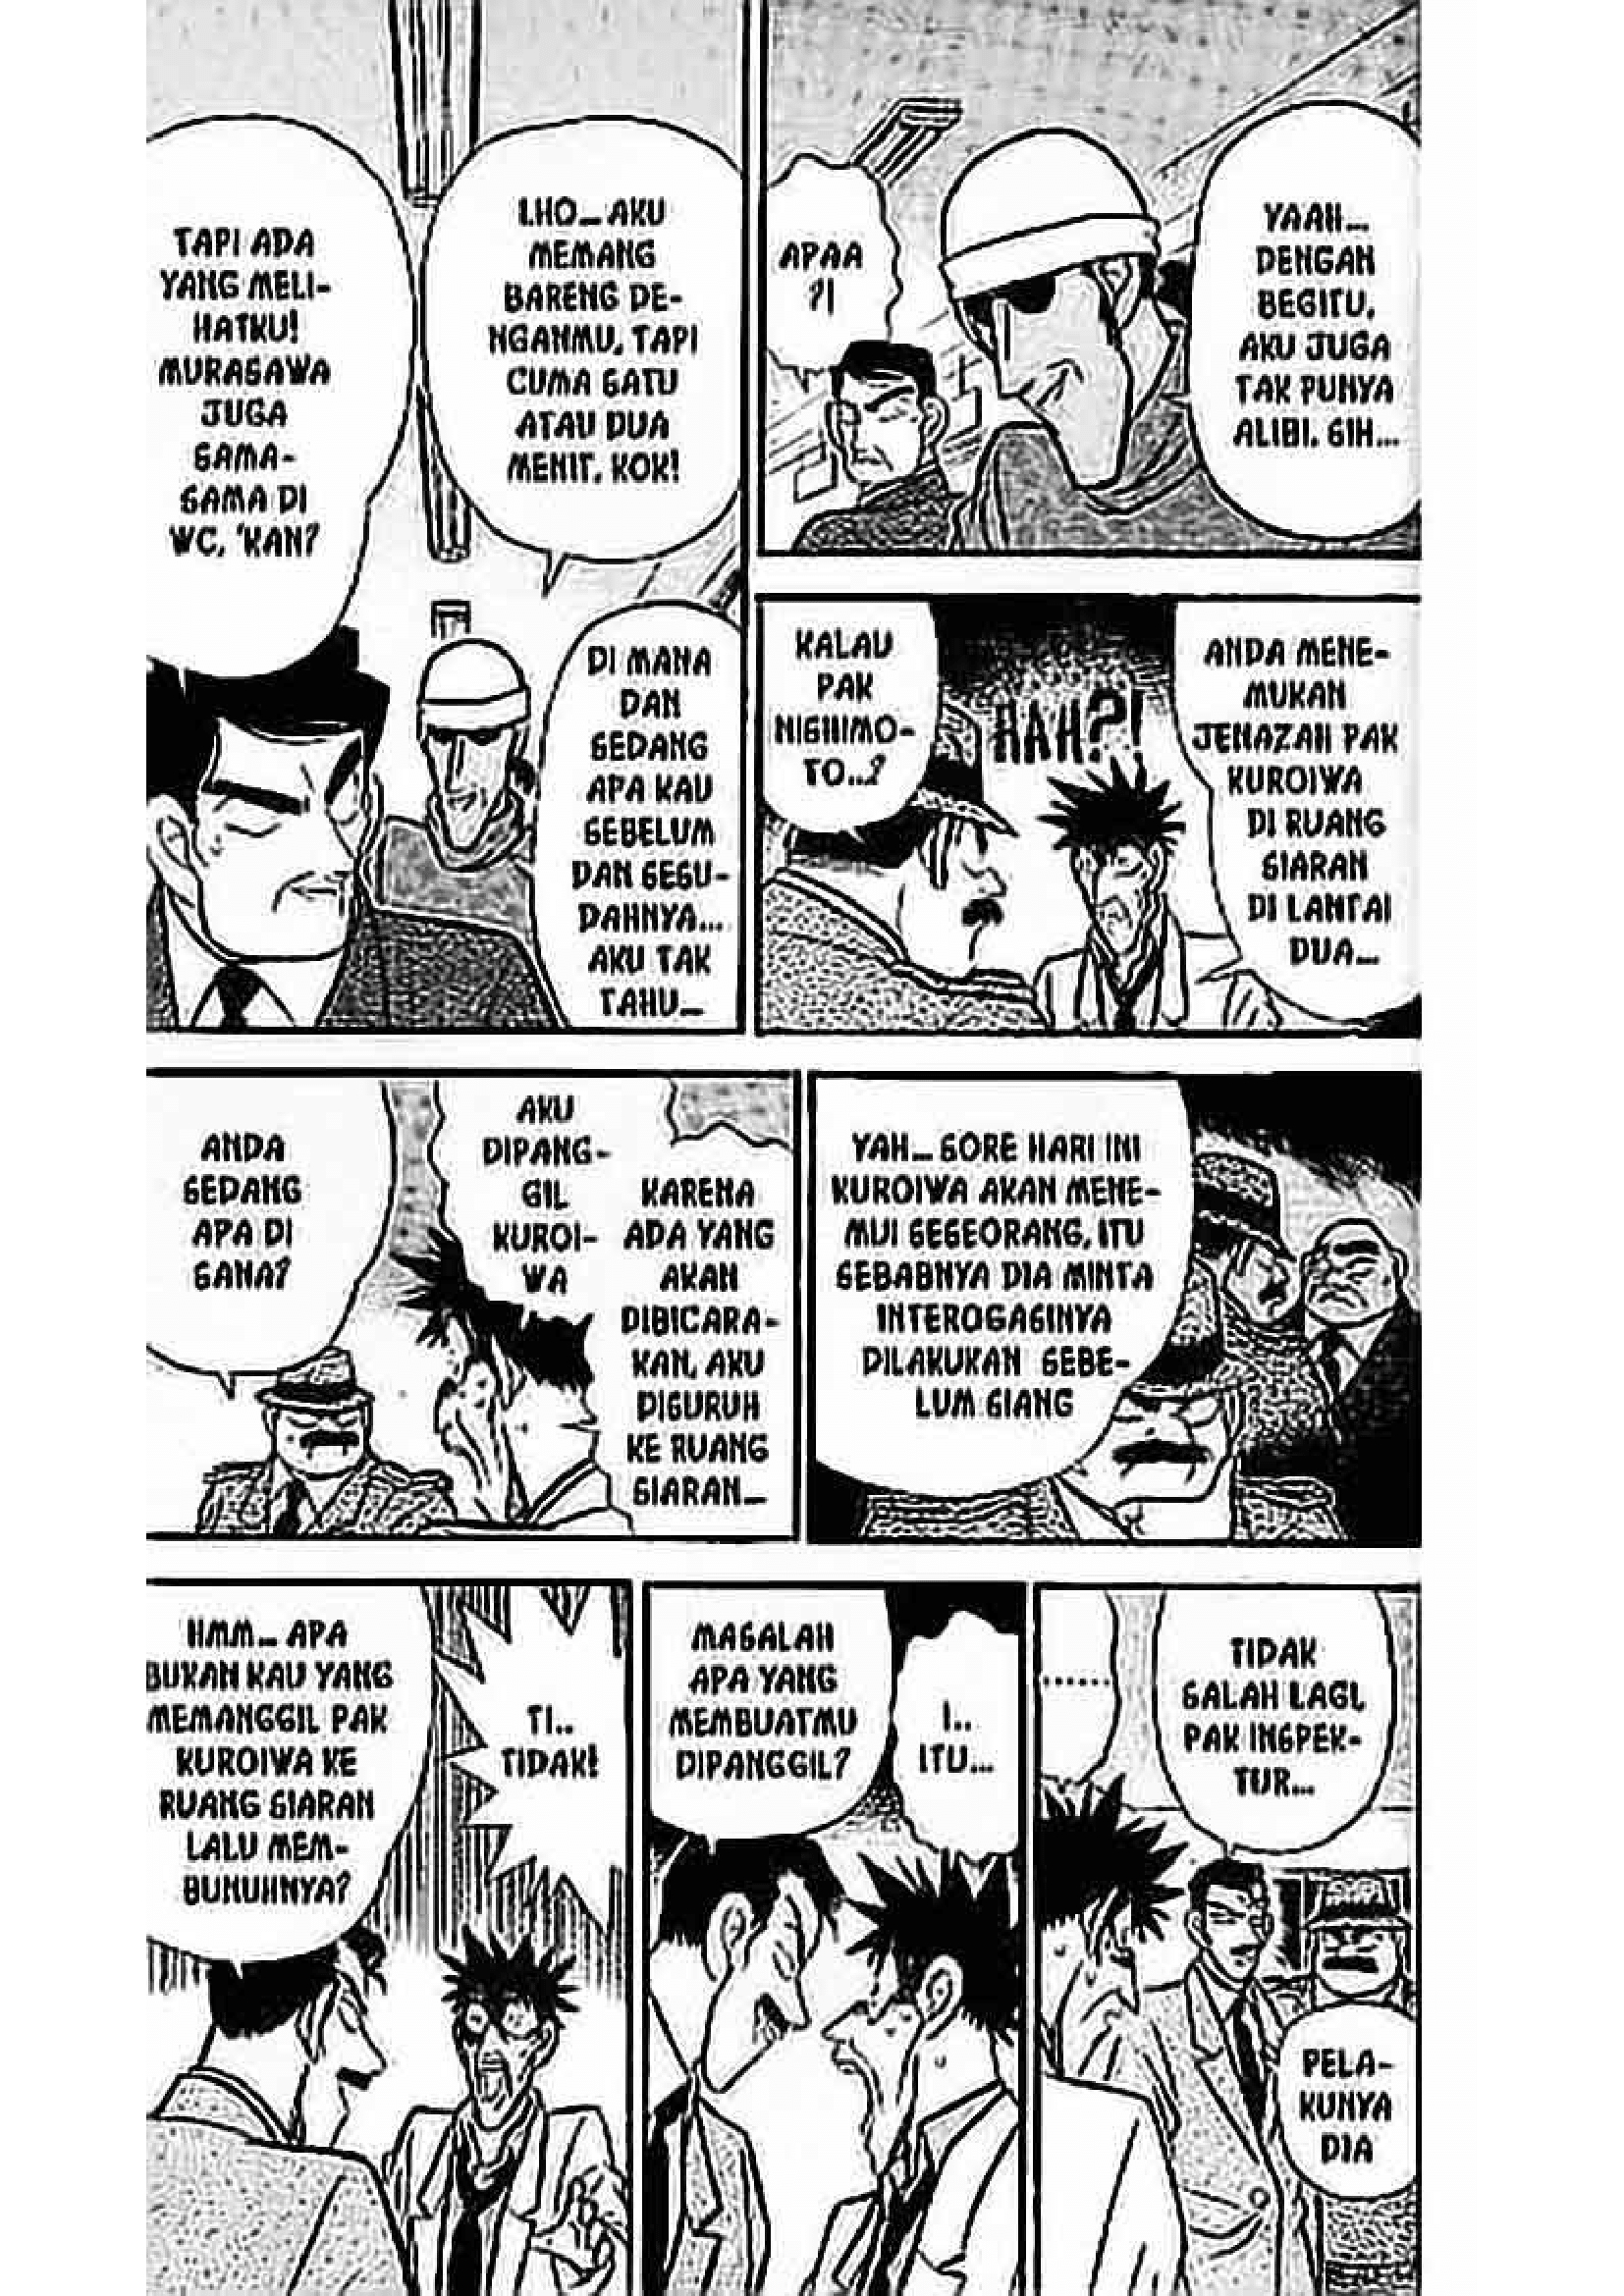 YAAH...
DENGAN
BEGITU,
AKU JUGA
TAK PUNYA
ALIBI, SIH...
APAA
?!
LHO... AKU
MEMANG
BARENG DE-
NGANMU, TAPI
CUMA SATU
ATAU DUA
MENIT, KOK!
TAPI ADA
YANG MELI-
HATKU!
MURASAWA
JUGA
SAMA-
SAMA DI
WC, 'KAN?
DI MANA
DAN
SEDANG
APA KAU
SEBELUM
DAN SESU-
DAHNYA...
AKU TAK
TAHU...
ANDA MENE-
MUKAN
JENAZAH PAK
KUROIWA
DI RUANG
SIARAN
DI LANTAI
DUA...
HAH?!
KALAU
PAK
NISHIMO-
TO..?
YAH... SORE HARI INI
KUROIWA AKAN MENE-
MUI SESEORANG, ITU
SEBABNYA DIA MINTA
INTEROGASINYA
DILAKUKAN SEBE-
LUM SIANG
KARENA
ADA YANG
AKAN
DIBICARA-
KAN, AKU
DISURUH
KE RUANG
SIARAN...
AKU
DIPANG-
GIL
KUROI-
WA
ANDA
SEDANG
APA DI
SANA?
TIDAK
SALAH LAGI,
PAK INSPEK-
TUR...
PELA-
KUNYA
DIA
.......
I..
ITU...
MASALAH
APA YANG
MEMBUATMU
DIPANGGIL?
TI..
TIDAK!
HMM... APA
BUKAN KAU YANG
MEMANGGIL PAK
KUROIWA KE
RUANG SIARAN
LALU MEM-
BUNUHNYA?